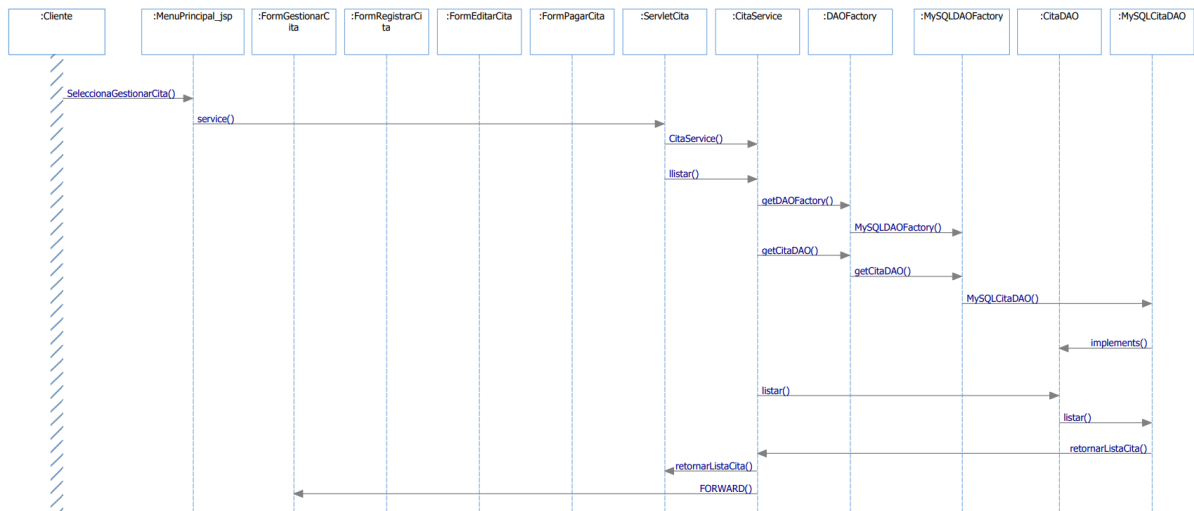 :Cliente
:MenuPrincipal_jsp
:FormGestionarC
ita
:FormRegistrarCi
ta
:FormEditarCita
:FormPagarCita
:ServletCita
:CitaService
:DAOFactory
:MySQLDAOFactory
:CitaDAO
:MySQLCitaDAO
SeleccionaGestionarCita()
service()
CitaService()
llistar()
getDAOFactory()
MySQLDAOFactory()
getCitaDAO()
getCitaDAO()
MySQLCitaDAO()
implements()
listar()
listar()
retornarListaCita()
retornarListaCita()
FORWARD()